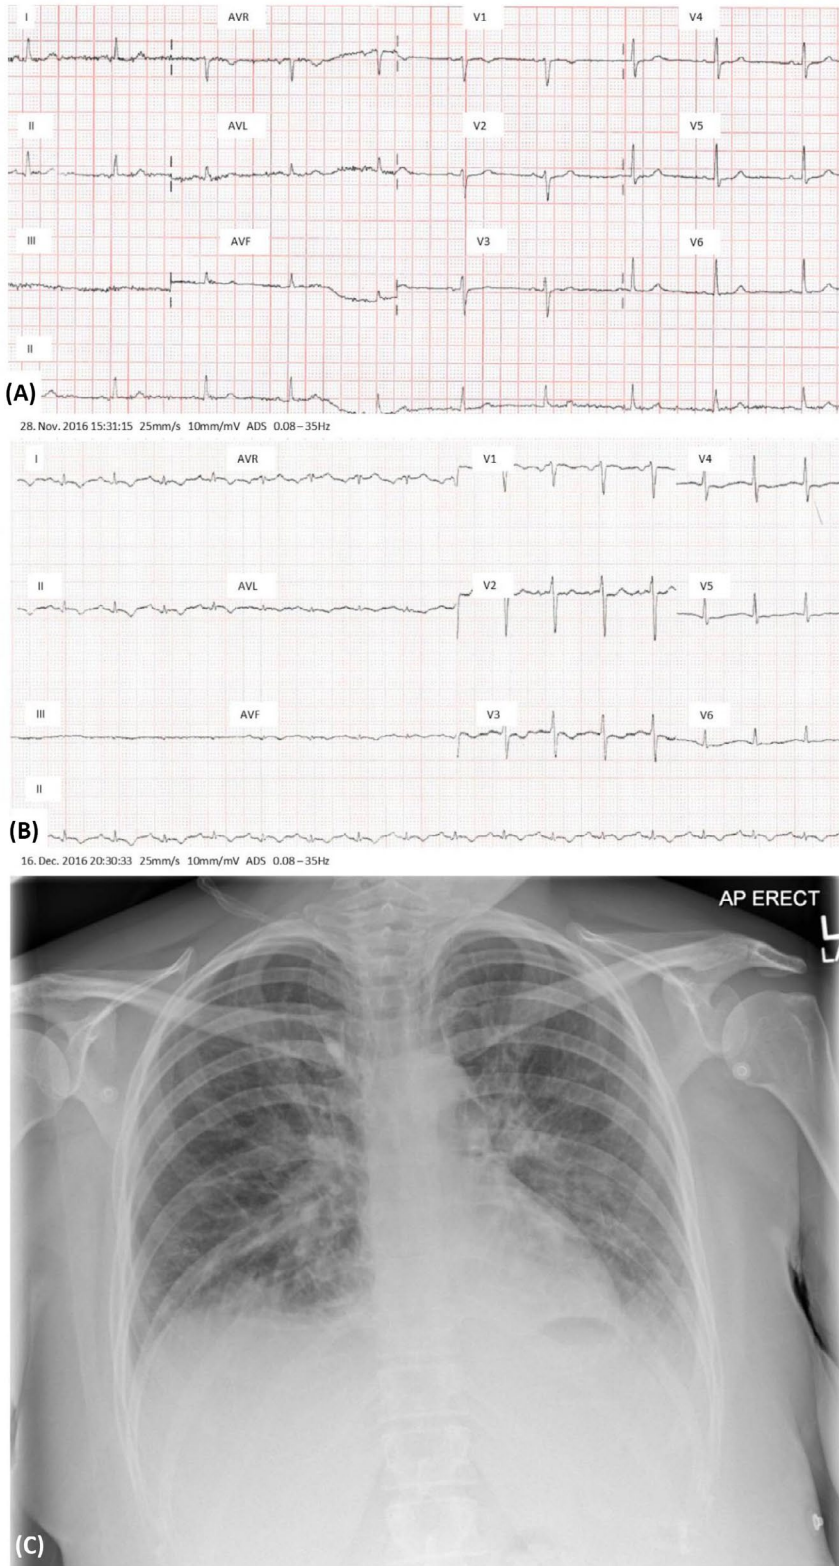 I AVR V1 V4
II AVL V2 V5
III AVF V3 V6
II
(A)
28. Nov. 2016 15:31:15 25mm/s 10mm/mV ADS 0.08-35Hz
I AVR V1 V4
II AVL V2 V5
III AVF V3 V6
II
(B)
16. Dec. 2016 20:30:33 25mm/s 10mm/mV ADS 0.08-35Hz
AP ERECT
L
(C)